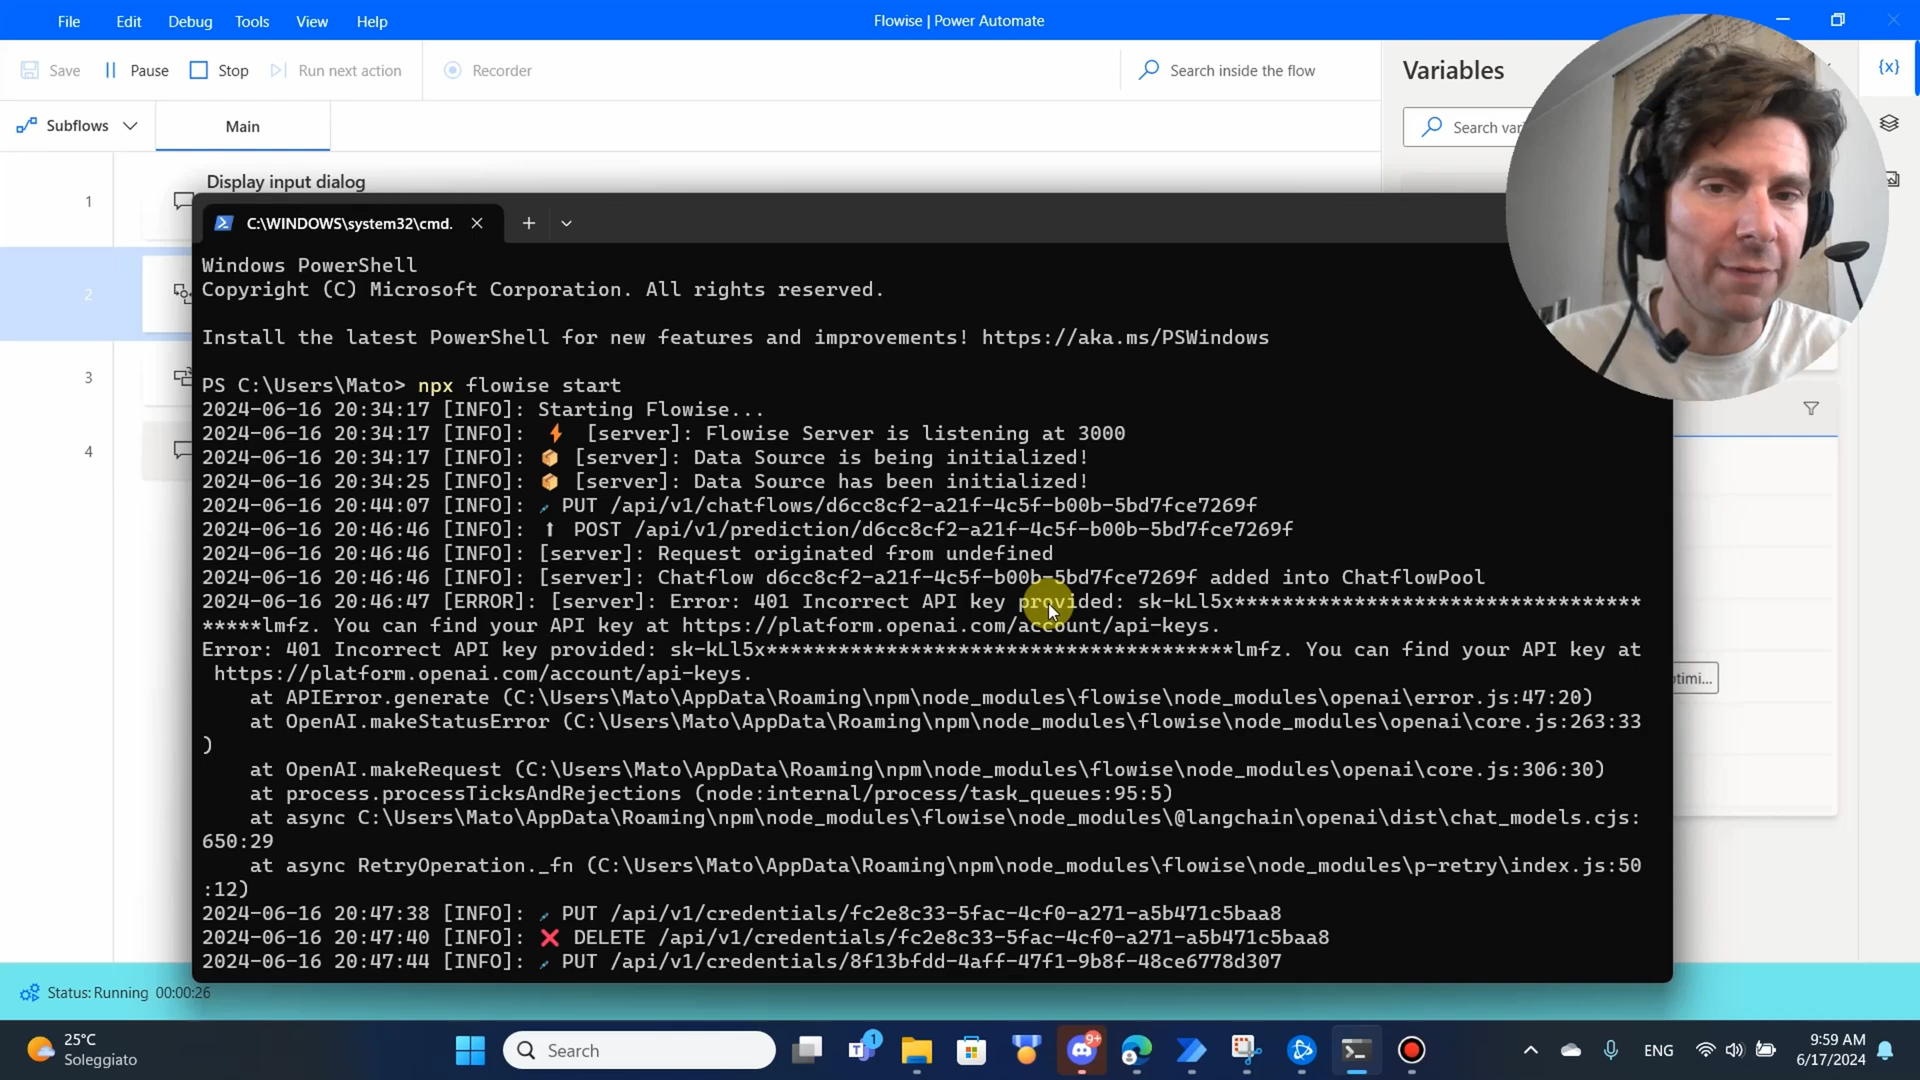 File Edit Debug Tools View Help
Flowise | Power Automate
Save Pause Stop Run next action Recorder Search inside the flow Variables {x}
Subflows Main
Search
Display input dialog
1
2
3
4
C:\WINDOWS\system32\cmd.
Windows PowerShell
Copyright (C) Microsoft Corporation. All rights reserved.
Install the latest PowerShell for new features and improvements! https://aka.ms/PSWindows
PS C:\Users\Mato> npx flowise start
2024-06-16 20:34:17 [INFO]: Starting Flowise...
2024-06-16 20:34:17 [INFO]: ⚡ [server]: Flowise Server is listening at 3000
2024-06-16 20:34:17 [INFO]: 📦 [server]: Data Source is being initialized!
2024-06-16 20:34:25 [INFO]: 📦 [server]: Data Source has been initialized!
2024-06-16 20:44:07 [INFO]: PUT /api/v1/chatflows/d6cc8cf2-a21f-4c5f-b00b-5bd7fce7269f
2024-06-16 20:46:46 [INFO]: ⬆ POST /api/v1/prediction/d6cc8cf2-a21f-4c5f-b00b-5bd7fce7269f
2024-06-16 20:46:46 [INFO]: [server]: Request originated from undefined
2024-06-16 20:46:46 [INFO]: [server]: Chatflow d6cc8cf2-a21f-4c5f-b00b-5bd7fce7269f added into ChatflowPool
2024-06-16 20:46:47 [ERROR]: [server]: Error: 401 Incorrect API key provided: sk-kLl5x**********************************
*****lmfz. You can find your API key at https://platform.openai.com/account/api-keys.
Error: 401 Incorrect API key provided: sk-kLl5x***************************************lmfz. You can find your API key at
https://platform.openai.com/account/api-keys.
at APIError.generate (C:\Users\Mato\AppData\Roaming\npm\node_modules\flowise\node_modules\openai\error.js:47:20)
at OpenAI.makeStatusError (C:\Users\Mato\AppData\Roaming\npm\node_modules\flowise\node_modules\openai\core.js:263:33
)
at OpenAI.makeRequest (C:\Users\Mato\AppData\Roaming\npm\node_modules\flowise\node_modules\openai\core.js:306:30)
at process.processTicksAndRejections (node:internal/process/task_queues:95:5)
at async C:\Users\Mato\AppData\Roaming\npm\node_modules\flowise\node_modules\@langchain\openai\dist\chat_models.cjs:
650:29
at async RetryOperation._fn (C:\Users\Mato\AppData\Roaming\npm\node_modules\flowise\node_modules\p-retry\index.js:50
:12)
2024-06-16 20:47:38 [INFO]: PUT /api/v1/credentials/fc2e8c33-5fac-4cf0-a271-a5b471c5baa8
2024-06-16 20:47:40 [INFO]: ❌ DELETE /api/v1/credentials/fc2e8c33-5fac-4cf0-a271-a5b471c5baa8
2024-06-16 20:47:44 [INFO]: PUT /api/v1/credentials/8f13bfdd-4aff-47f1-9b8f-48ce6778d307
Status: Running 00:00:26
25°C
Soleggiato
Search
1
9+
ENG
9:59 AM
6/17/2024